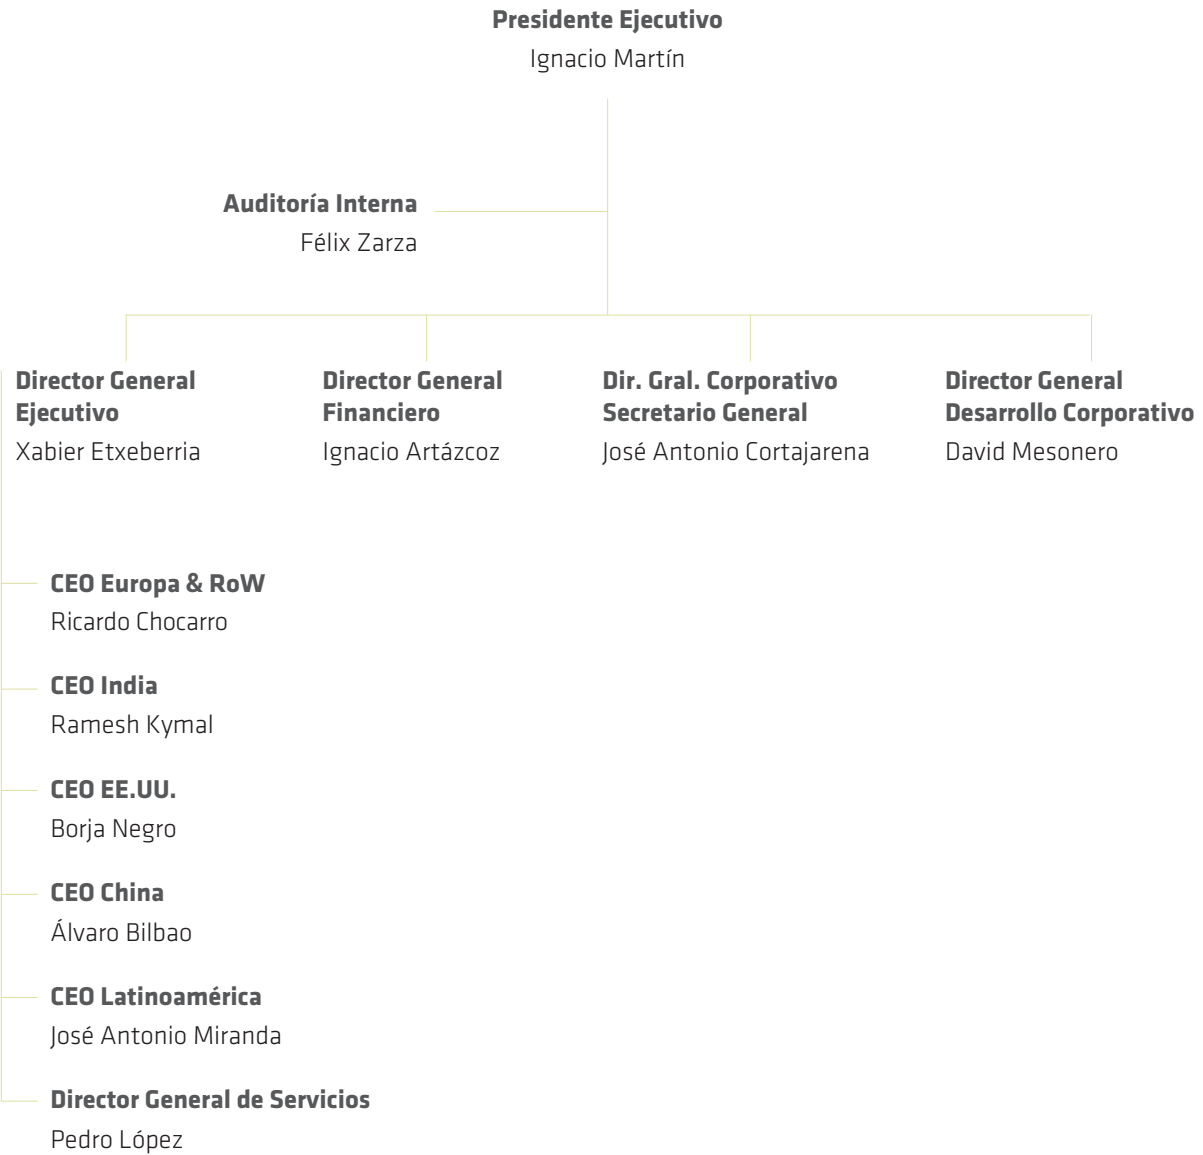 Presidente Ejecutivo
Ignacio Martín
Auditoría Interna
Félix Zarza
Director General
Ejecutivo
Xabier Etxeberria
Director General
Financiero
Ignacio Artázcoz
Dir. Gral. Corporativo
Secretario General
José Antonio Cortajarena
Director General
Desarrollo Corporativo
David Mesonero
CEO Europa & RoW
Ricardo Chocarro
CEO India
Ramesh Kymal
CEO EE.UU.
Borja Negro
CEO China
Álvaro Bilbao
CEO Latinoamérica
José Antonio Miranda
Director General de Servicios
Pedro López